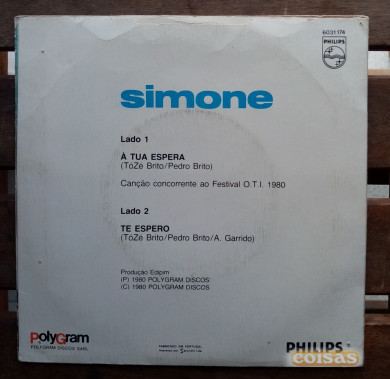 6031 174
PHILIPS
simone
Lado 1
À TUA ESPERA
(TóZé Brito/Pedro Brito)
Canção concorrente ao Festival O.T.I. 1980
Lado 2
TE ESPERO
(TóZé Brito/Pedro Brito/A. Garrido)
Produção Edipim
(P) 1980 POLYGRAM DISCOS
(C) 1980 POLYGRAM DISCOS
PolyGram
POLYGRAM DISCOS SARL
FABRICADO EM PORTUGAL
PHILIPS
coisas